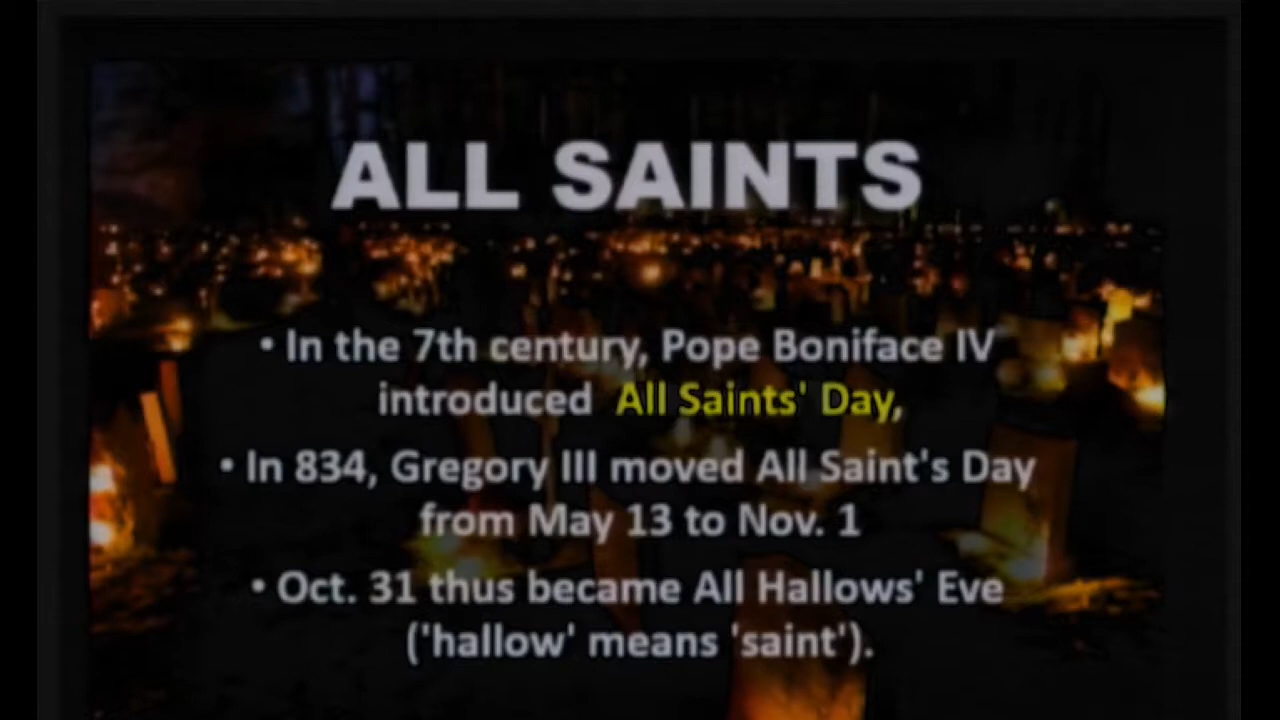 ALL SAINTS
• In the 7th century, Pope Boniface IV
introduced All Saints' Day,
• In 834, Gregory III moved All Saint's Day
from May 13 to Nov. 1
• Oct. 31 thus became All Hallows' Eve
('hallow' means 'saint').